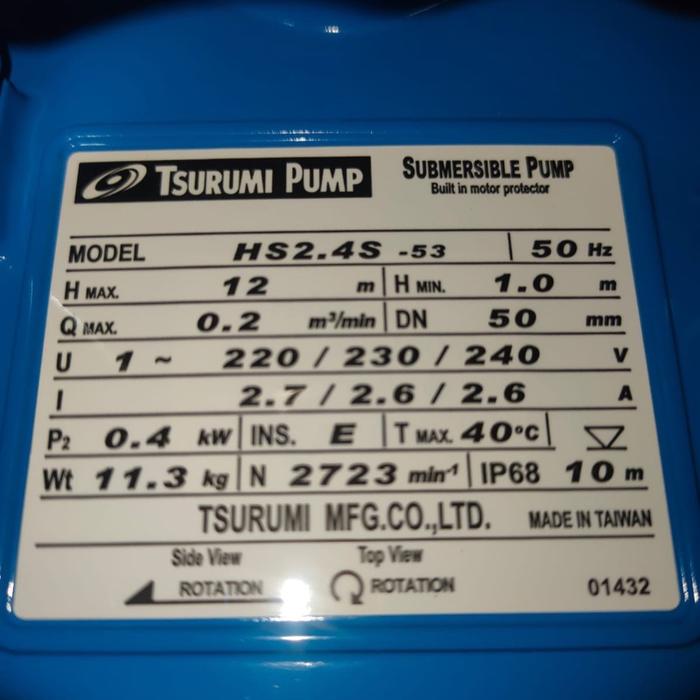 TSURUMI PUMP SUBMERSIBLE PUMP
Built in motor protector
MODEL HS2.4S -53 50 Hz
H MAX. 12 m H MIN. 1.0 m
Q MAX. 0.2 m³/min DN 50 mm
U 1 ~ 220 / 230 / 240 V
I 2.7 / 2.6 / 2.6 A
P2 0.4 kW INS. E T MAX. 40°C
Wt 11.3 kg N 2723 min-1 IP68 10 m
TSURUMI MFG.CO.,LTD. MADE IN TAIWAN
Side View Top View
ROTATION ROTATION 01432